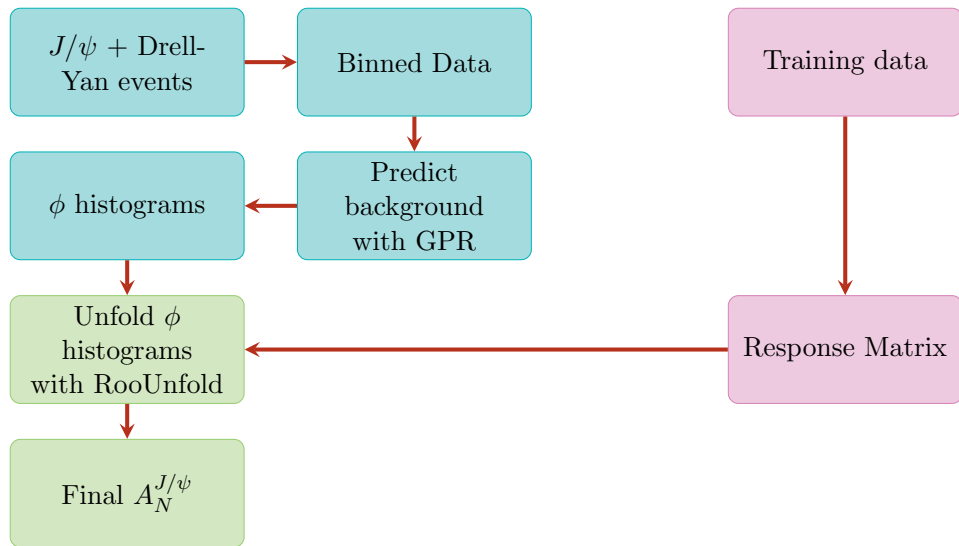 J/ψ + Drell-
Yan events
Binned Data
Training data
ϕ histograms
Predict
background
with GPR
Unfold ϕ
histograms
with RooUnfold
Response Matrix
Final A_N^{J/ψ}